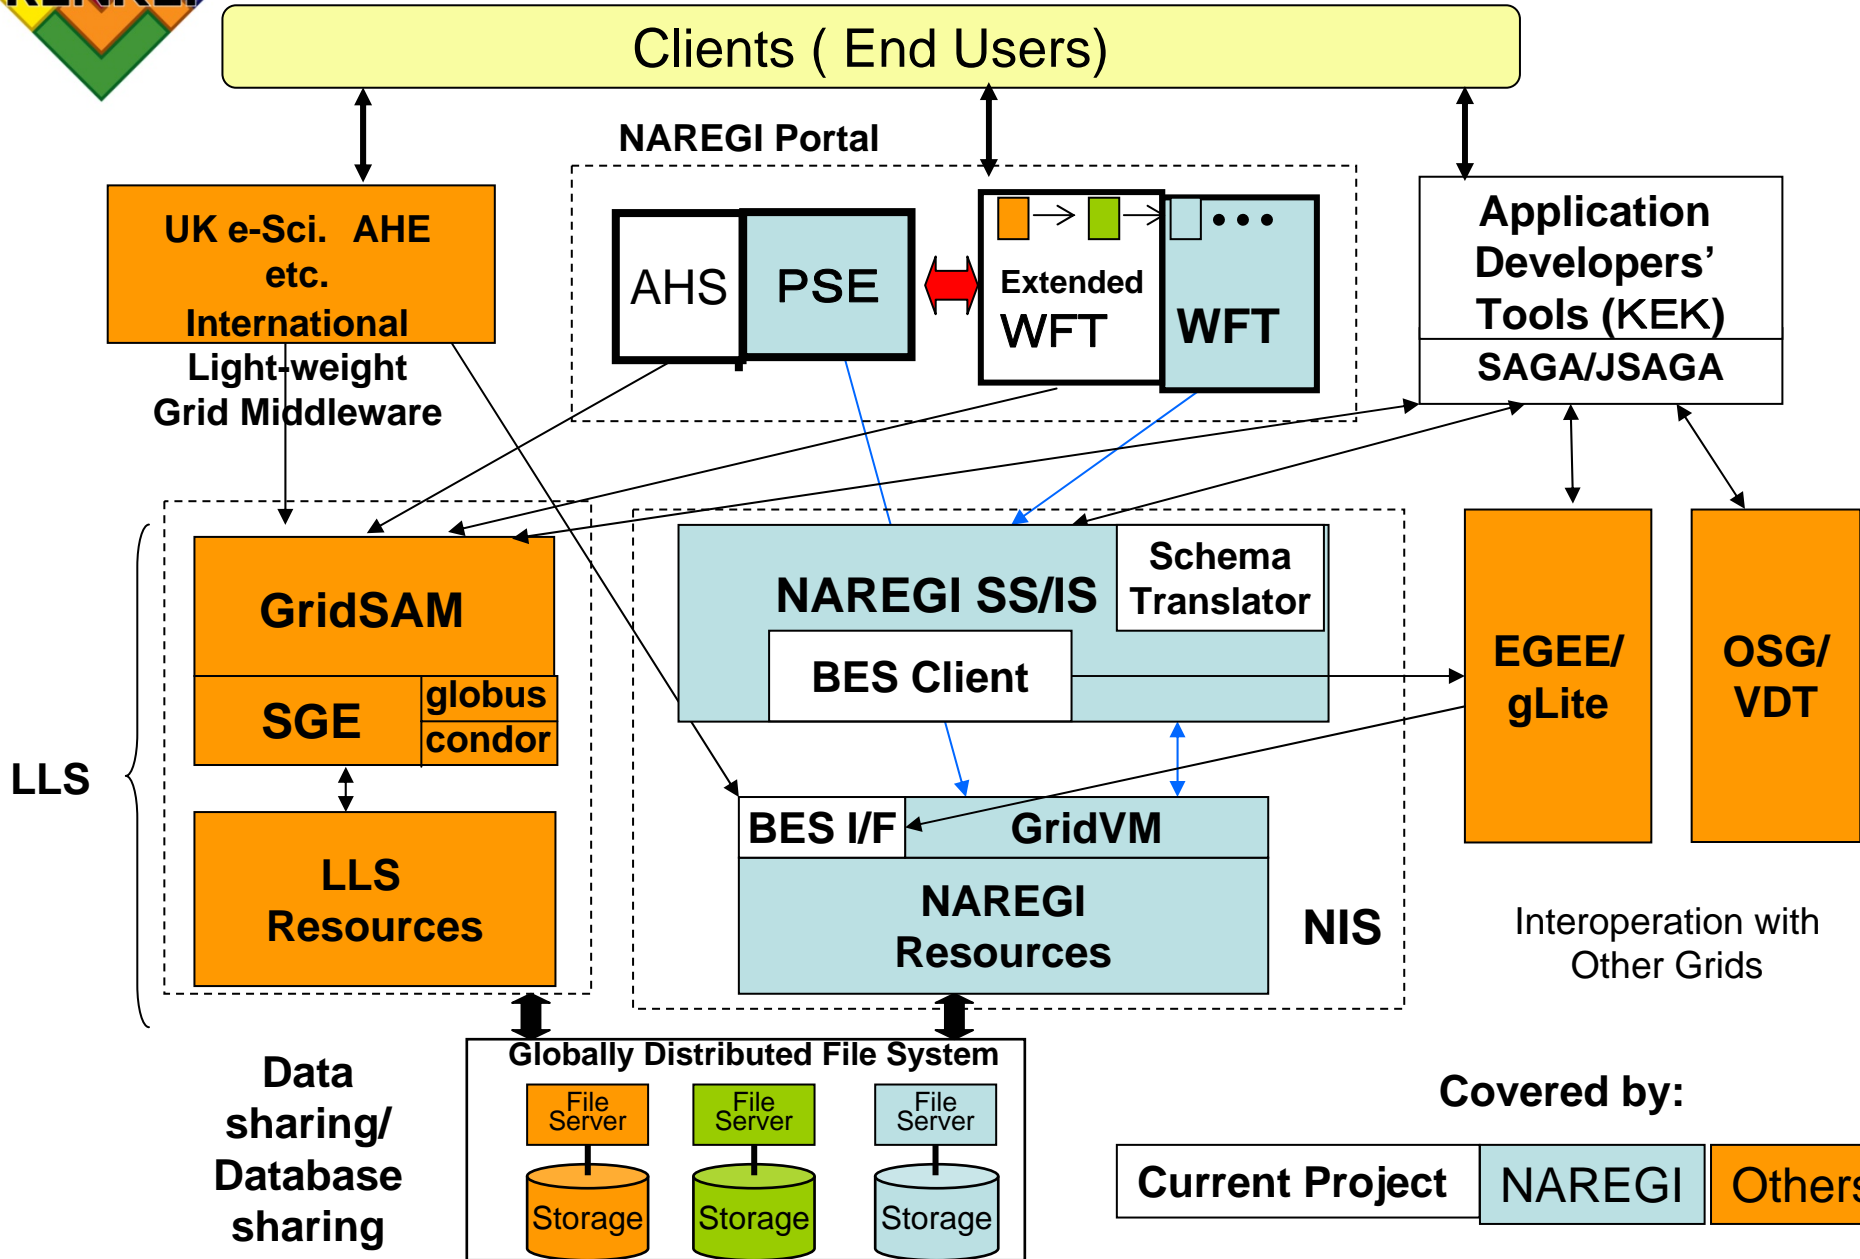 RENKEI
Clients ( End Users)
NAREGI Portal
UK e-Sci. AHE
etc.
International
Light-weight
Grid Middleware
AHS
PSE
Extended
WFT
WFT
Application
Developers’
Tools (KEK)
SAGA/JSAGA
GridSAM
SGE
globus
condor
LLS
LLS
Resources
NAREGI SS/IS
Schema
Translator
BES Client
BES I/F
GridVM
NAREGI
Resources
NIS
EGEE/
gLite
OSG/
VDT
Interoperation with
Other Grids
Data
sharing/
Database
sharing
Globally Distributed File System
File
Server
File
Server
File
Server
Storage
Storage
Storage
Covered by:
Current Project
NAREGI
Others